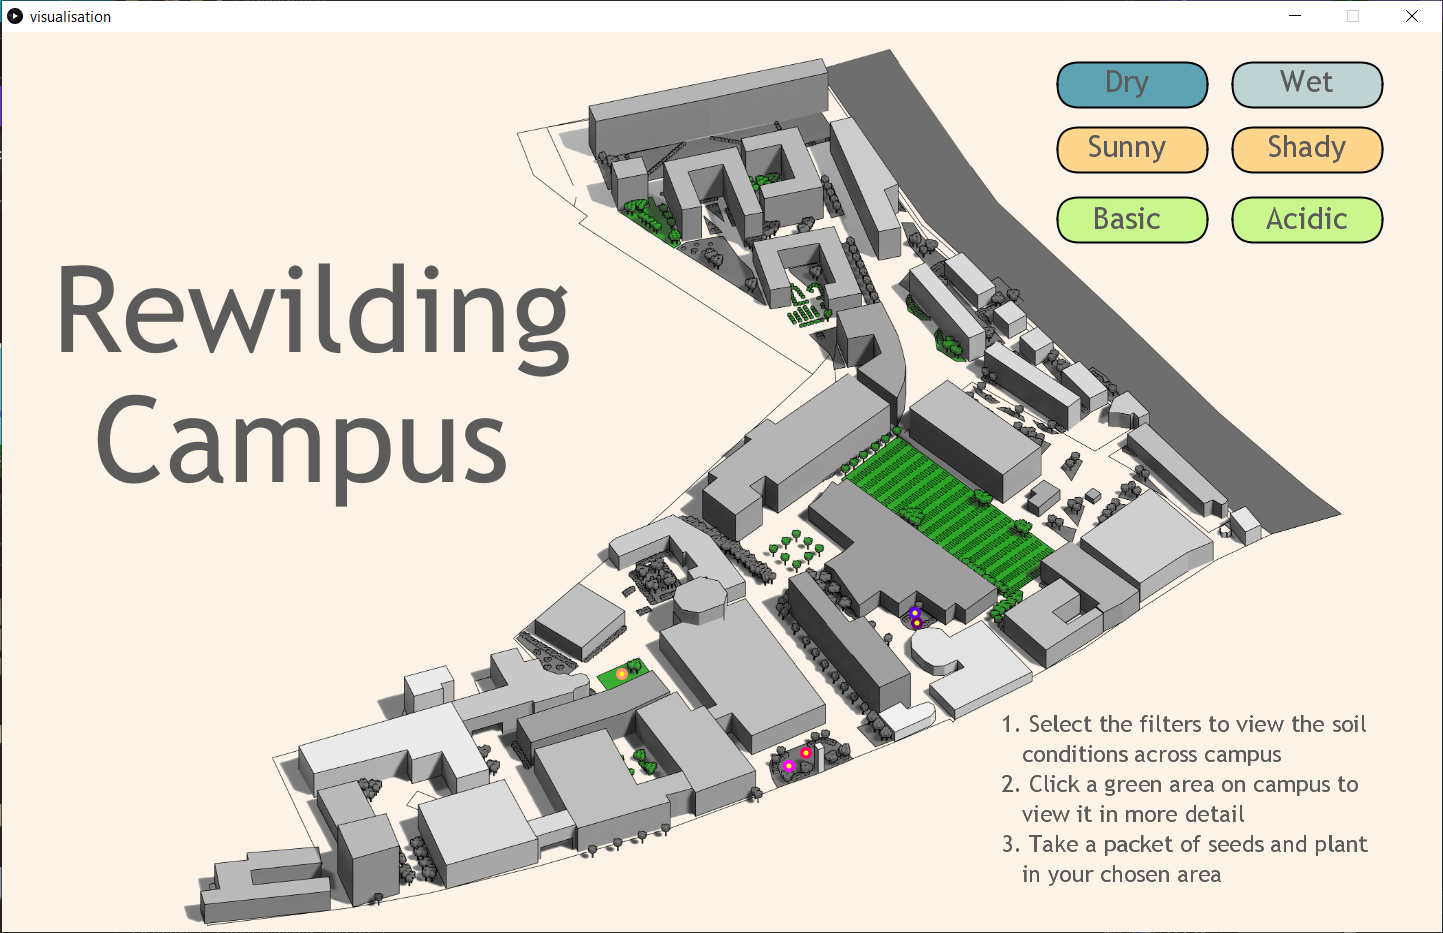 visualisation
Dry
Wet
Sunny
Shady
Basic
Acidic
Rewilding
Campus
1. Select the filters to view the soil
conditions across campus
2. Click a green area on campus to
view it in more detail
3. Take a packet of seeds and plant
in your chosen area